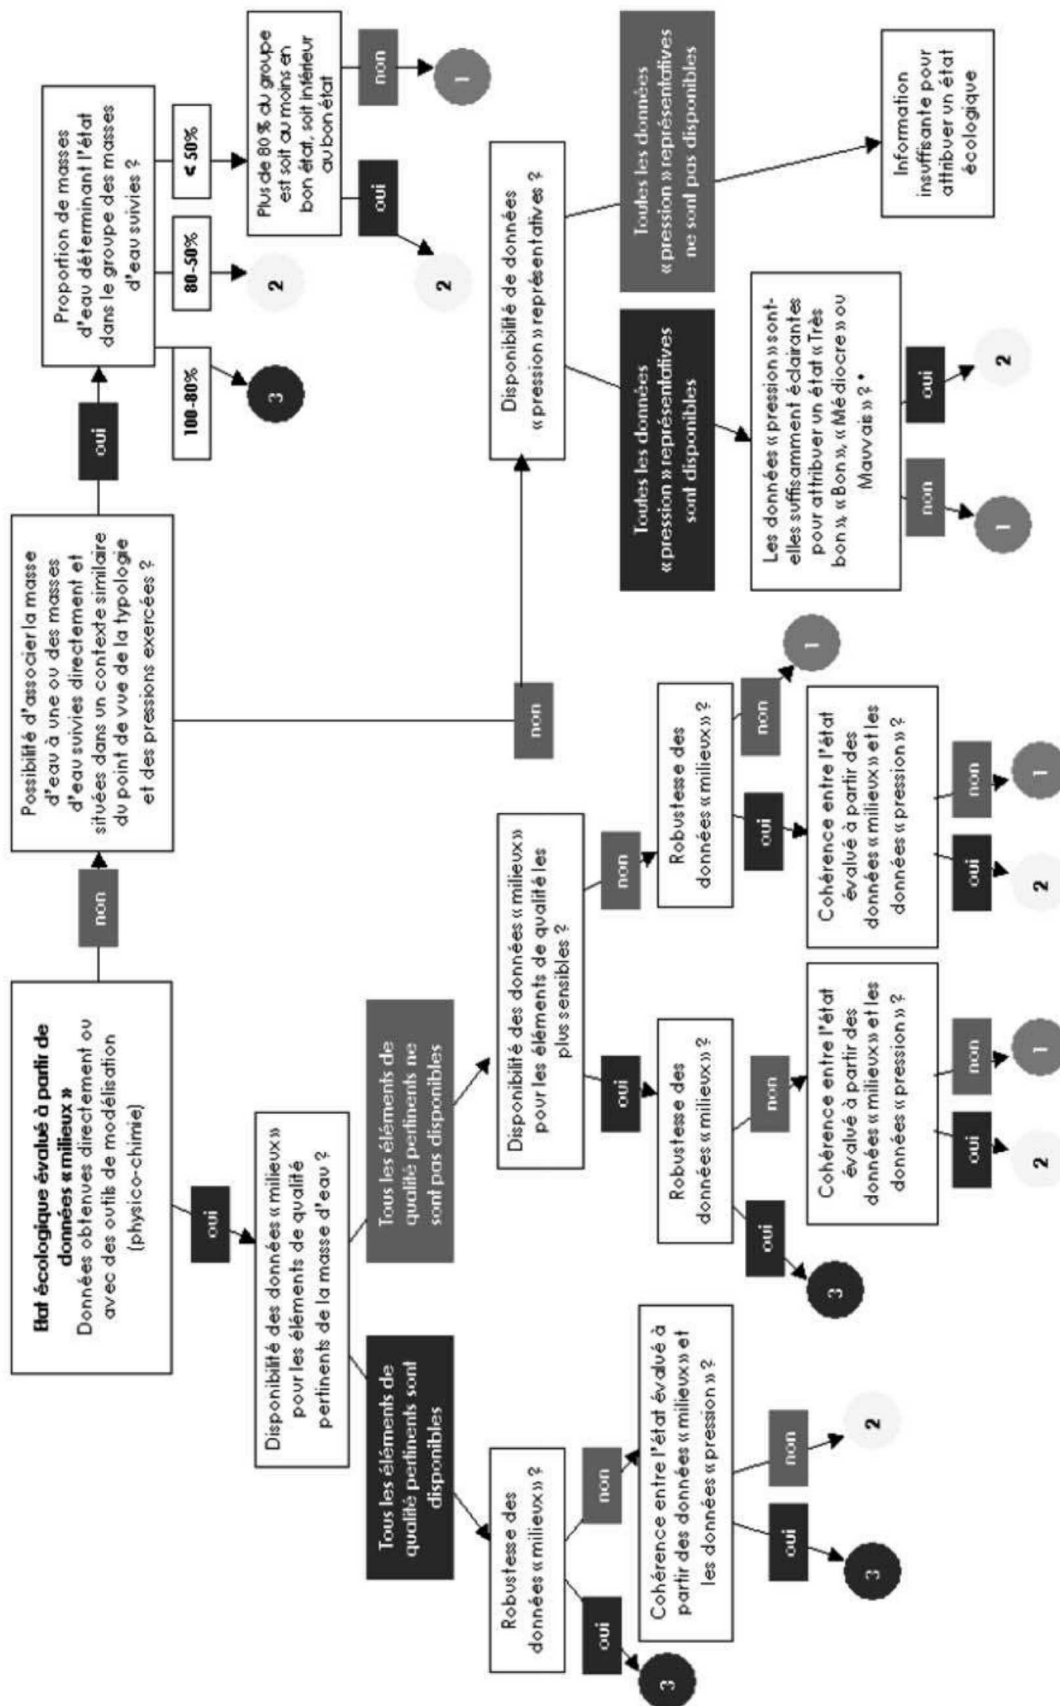 Etat écologique évalué à partir de
données « milieux »
Données obtenues directement ou
avec des outils de modélisation
(physico-chimie)
non
Possibilité d'associer la masse
d'eau à une ou des masses
d'eau suivies directement et
situées dans un contexte similaire
du point de vue de la typologie
et des pressions exercées ?
oui
Proportion de masses
d'eau déterminant l'état
dans le groupe des masses
d'eau suivies ?
100-80%
80-50%
< 50%
3
2
Plus de 80 % du groupe
est soit au moins en
bon état, soit inférieur
au bon état
oui
non
2
1
oui
Disponibilité des données « milieux »
pour les éléments de qualité
pertinents de la masse d'eau ?
Tous les éléments de
qualité pertinents sont
disponibles
Tous les éléments de
qualité pertinents ne
sont pas disponibles
Robustesse des
données « milieux » ?
oui
non
3
Cohérence entre l'état évalué à
partir des données « milieux » et
les données « pression » ?
oui
non
3
2
Disponibilité des données « milieux »
pour les éléments de qualité les
plus sensibles ?
oui
non
Robustesse des
données « milieux » ?
oui
non
3
Cohérence entre l'état
évalué à partir des
données « milieux » et les
données « pression » ?
oui
non
2
1
Robustesse des
données « milieux » ?
oui
non
1
Cohérence entre l'état
évalué à partir des
données « milieux » et les
données « pression » ?
oui
non
2
1
non
Disponibilité de données
« pression » représentatives ?
Toutes les données
« pression » représentatives
sont disponibles
Toutes les données
« pression » représentatives
ne sont pas disponibles
Les données « pression » sont-
elles suffisamment éclairantes
pour attribuer un état « Très
bon », « Bon », « Médiocre » ou
Mauvais » ? *
non
oui
1
2
Information
insuffisante pour
attribuer un état
écologique